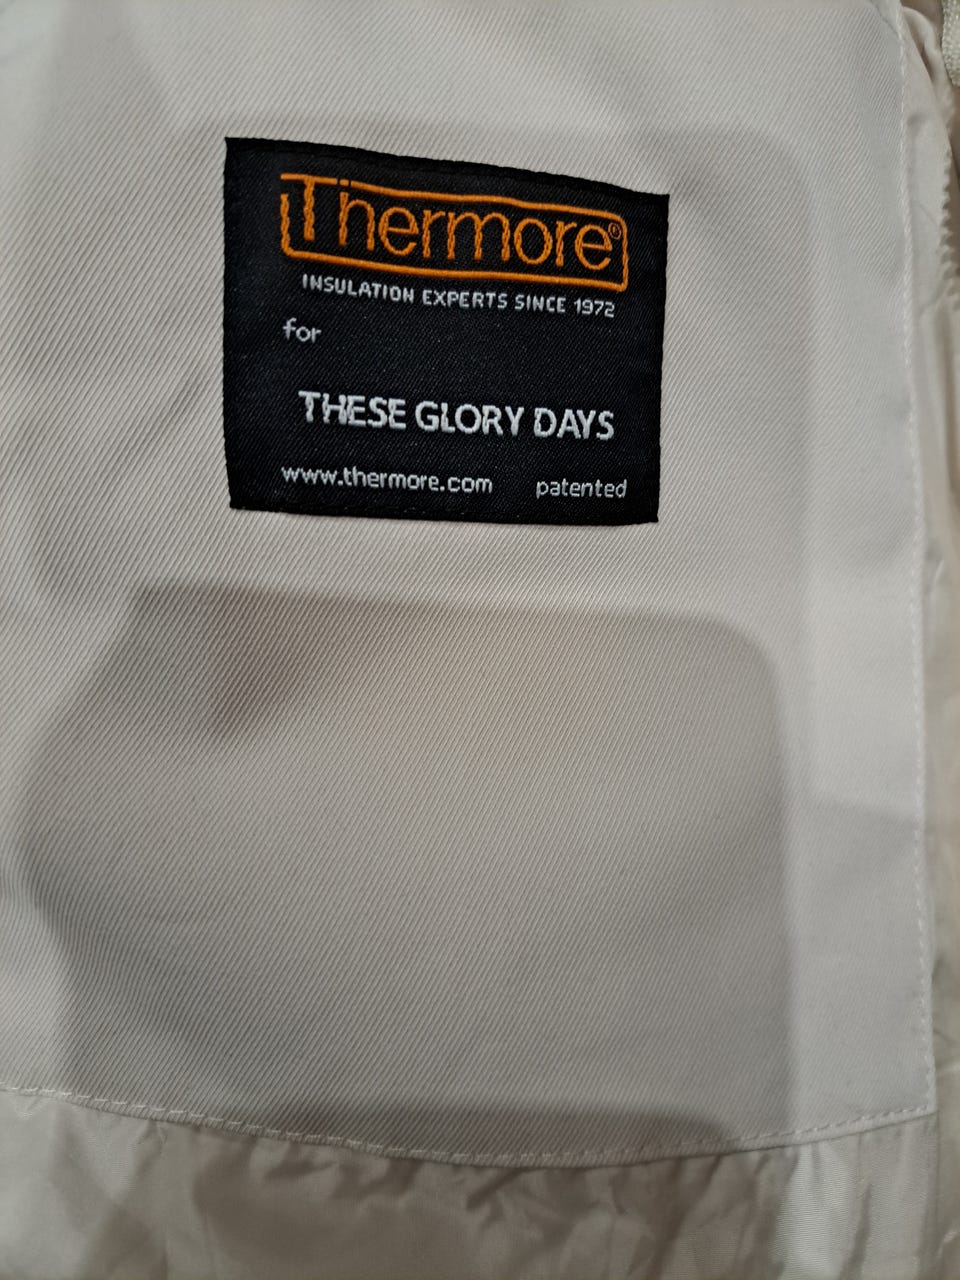 Thermore®
INSULATION EXPERTS SINCE 1972
for
THESE GLORY DAYS
www.thermore.com patented